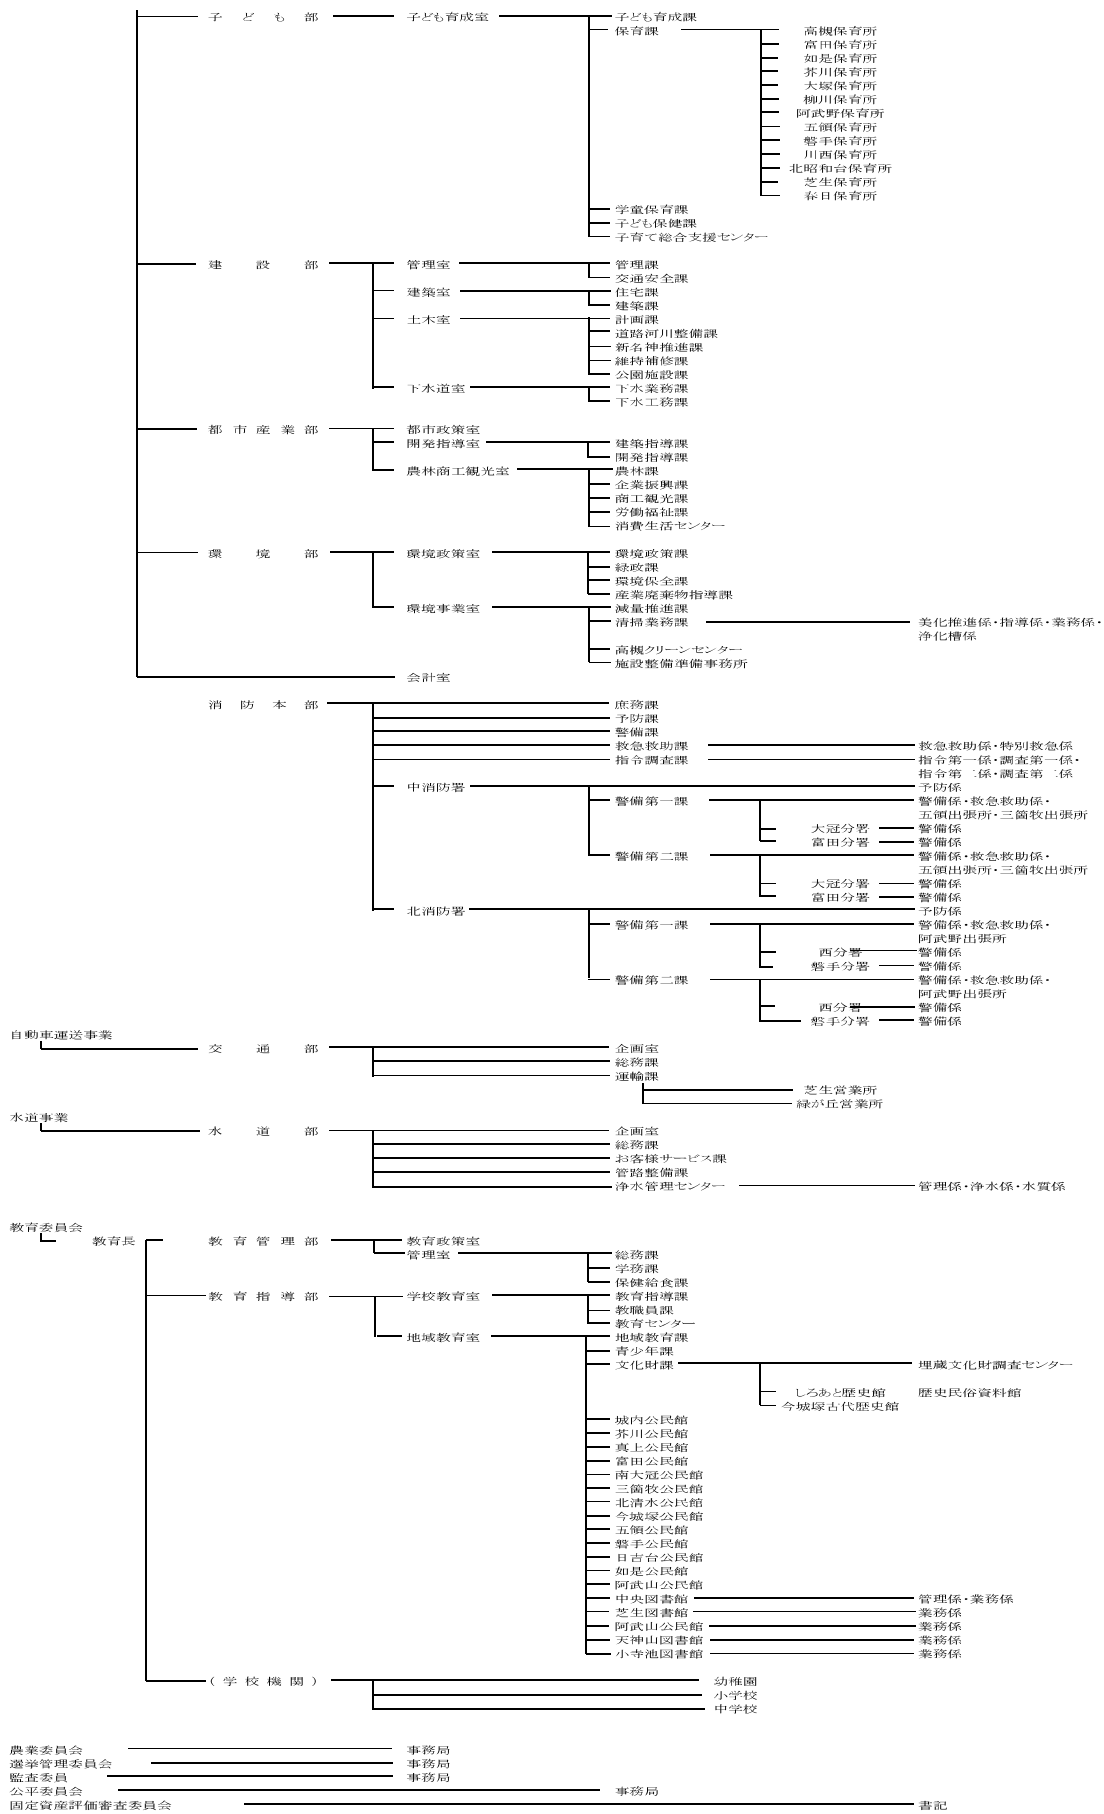 子ども部 子ども育成室 子ども育成課
保育課 高槻保育所
富田保育所
如是保育所
芥川保育所
大塚保育所
柳川保育所
阿武野保育所
五領保育所
磐手保育所
川西保育所
北昭和台保育所
芝生保育所
春日保育所
学童保育課
子ども保健課
子育て総合支援センター
建設部 管理室 管理課
交通安全課
建築室 住宅課
建築課
土木室 計画課
道路河川整備課
新名神推進課
維持補修課
公園施設課
下水道室 下水業務課
下水工務課
都市産業部 都市政策室
開発指導室 建築指導課
開発指導課
農林商工観光室 農林課
企業振興課
商工観光課
労働福祉課
消費生活センター
環境部 環境政策室 環境政策課
緑政課
環境保全課
産業廃棄物指導課
環境事業室 減量推進課
清掃業務課 美化推進係・指導係・業務係・
浄化槽係
高槻クリーンセンター
施設整備準備事務所
会計室
消防本部 庶務課
予防課
警備課
救急救助課 救急救助係・特別救急係
指令調査課 指令第一係・調査第一係・
指令第二係・調査第二係
中消防署 予防係
警備第一課 警備係・救急救助係・
五領出張所・三箇牧出張所
大冠分署 警備係
富田分署 警備係
警備第二課 警備係・救急救助係・
五領出張所・三箇牧出張所
大冠分署 警備係
富田分署 警備係
北消防署 予防係
警備第一課 警備係・救急救助係・
阿武野出張所
西分署 警備係
磐手分署 警備係
警備第二課 警備係・救急救助係・
阿武野出張所
西分署 警備係
磐手分署 警備係
自動車運送事業
交通部 企画室
総務課
運輸課
芝生営業所
緑が丘営業所
水道事業
水道部 企画室
総務課
お客様サービス課
管路整備課
浄水管理センター 管理係・浄水係・水質係
教育委員会
教育長 教育管理部 教育政策室
管理室 総務課
学務課
保健給食課
教育指導部 学校教育室 教育指導課
教職員課
教育センター
地域教育室 地域教育課
青少年課
文化財課 埋蔵文化財調査センター
しろあと歴史館 歴史民俗資料館
今城塚古代歴史館
城内公民館
芥川公民館
真上公民館
富田公民館
南大冠公民館
三箇牧公民館
北清水公民館
今城塚公民館
五領公民館
磐手公民館
日吉台公民館
如是公民館
阿武山公民館
中央図書館 管理係・業務係
芝生図書館 業務係
阿武山公民館 業務係
天神山図書館 業務係
小寺池図書館 業務係
(学校機関) 幼稚園
小学校
中学校
農業委員会 事務局
選挙管理委員会 事務局
監査委員 事務局
公平委員会 事務局
固定資産評価審査委員会 書記